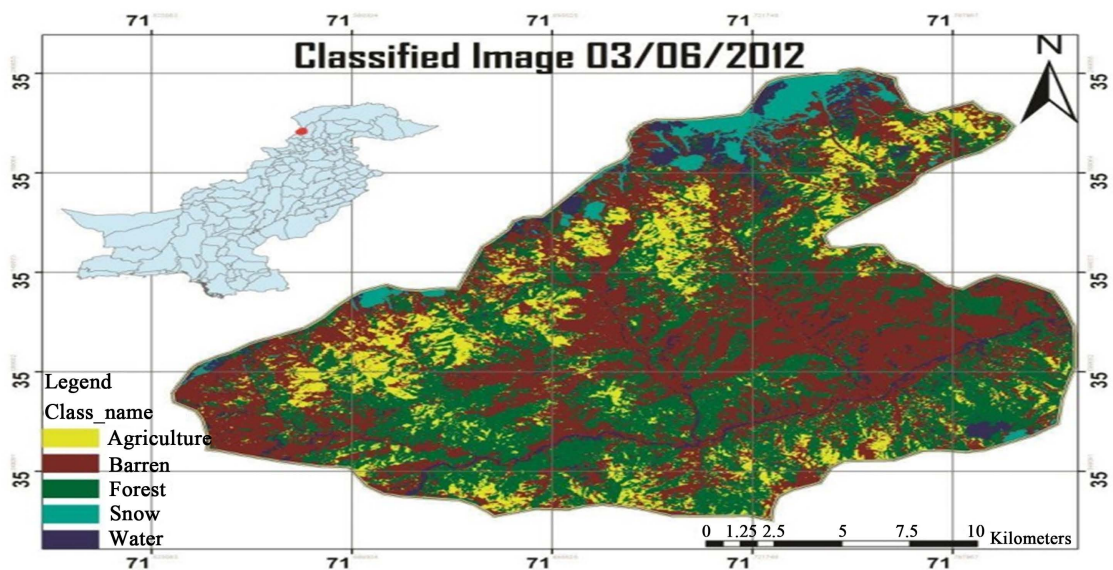 71 71 71 71 71
Classified Image 03/06/2012
N
35 35
35 35
35 35
35 35
35 35
Legend
Class_name
Agriculture
Barren
Forest
Snow
Water
0 1.25 2.5 5 7.5 10 Kilometers
71 71 71 71 71